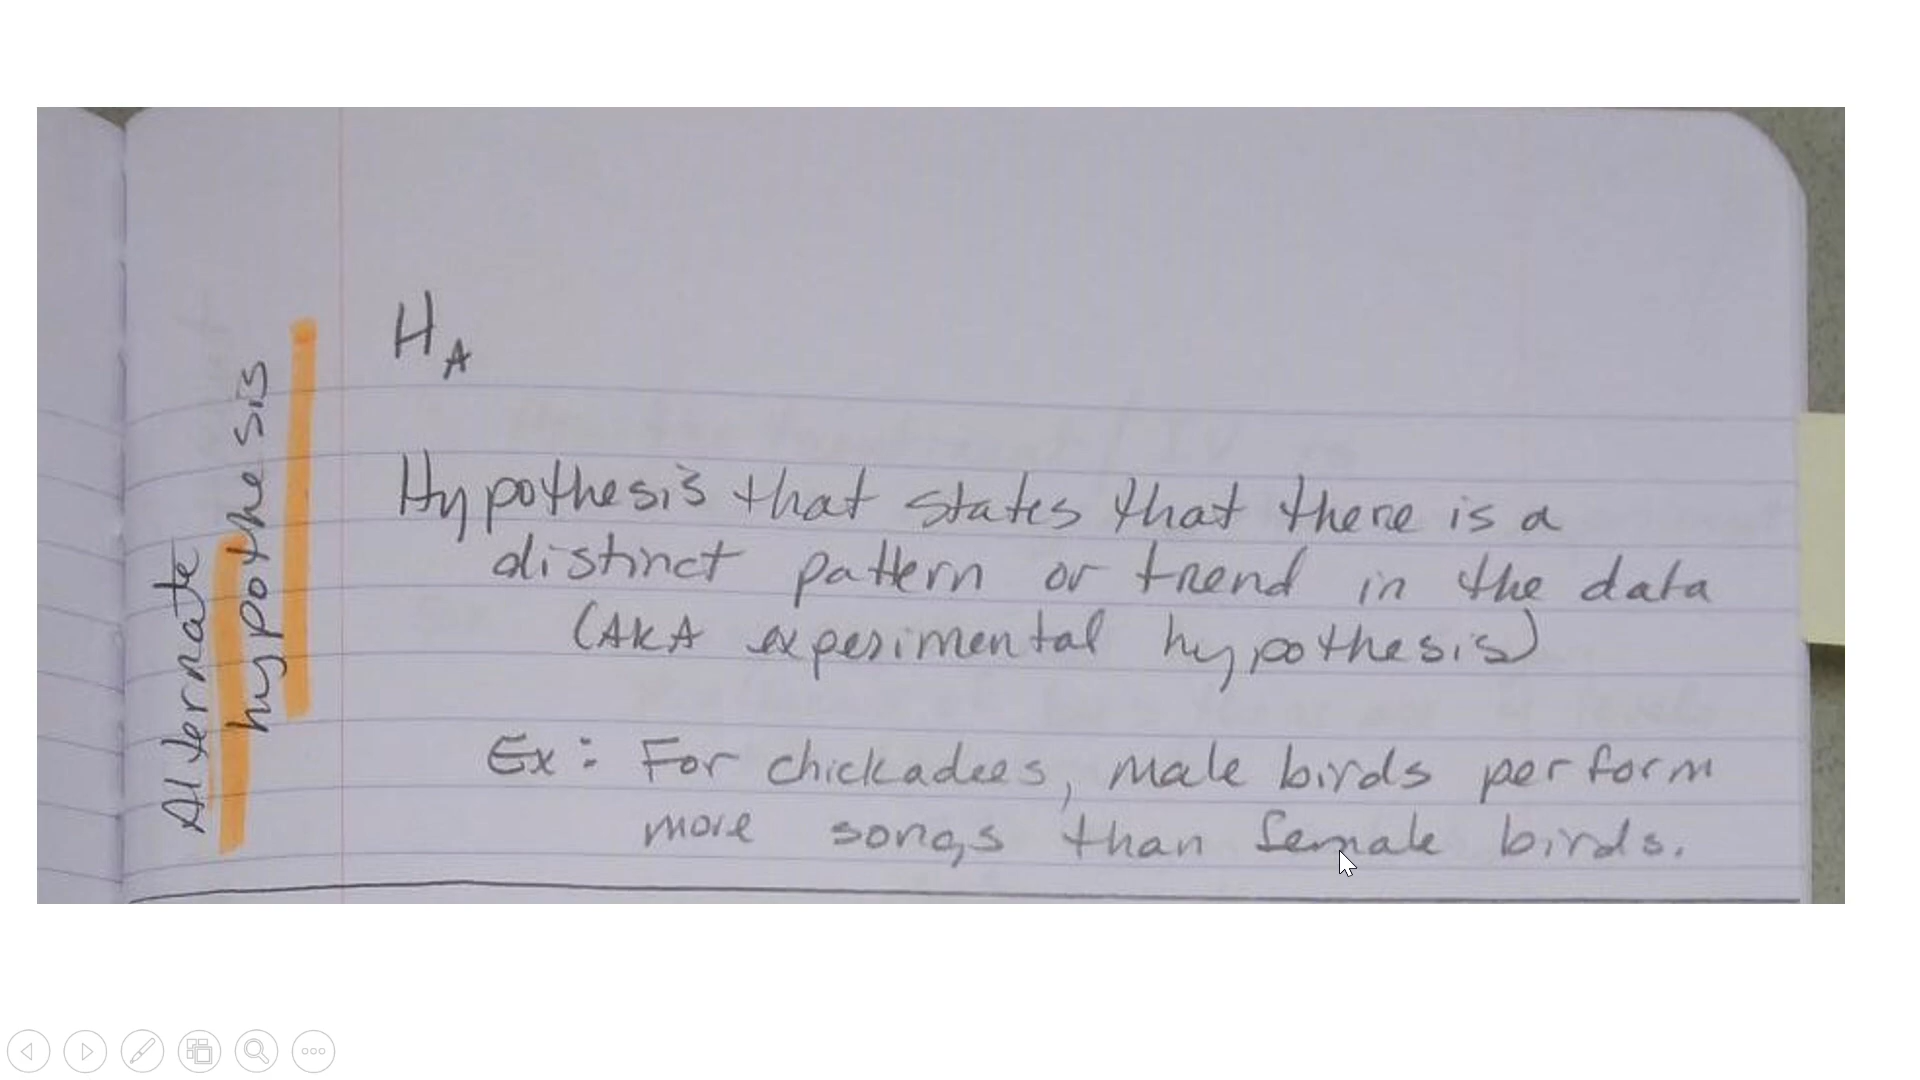 Alternate
hypothesis
H_A
Hypothesis that states that there is a
distinct pattern or trend in the data
(AKA experimental hypothesis)
Ex: For chickadees, male birds perform
more songs than female birds.